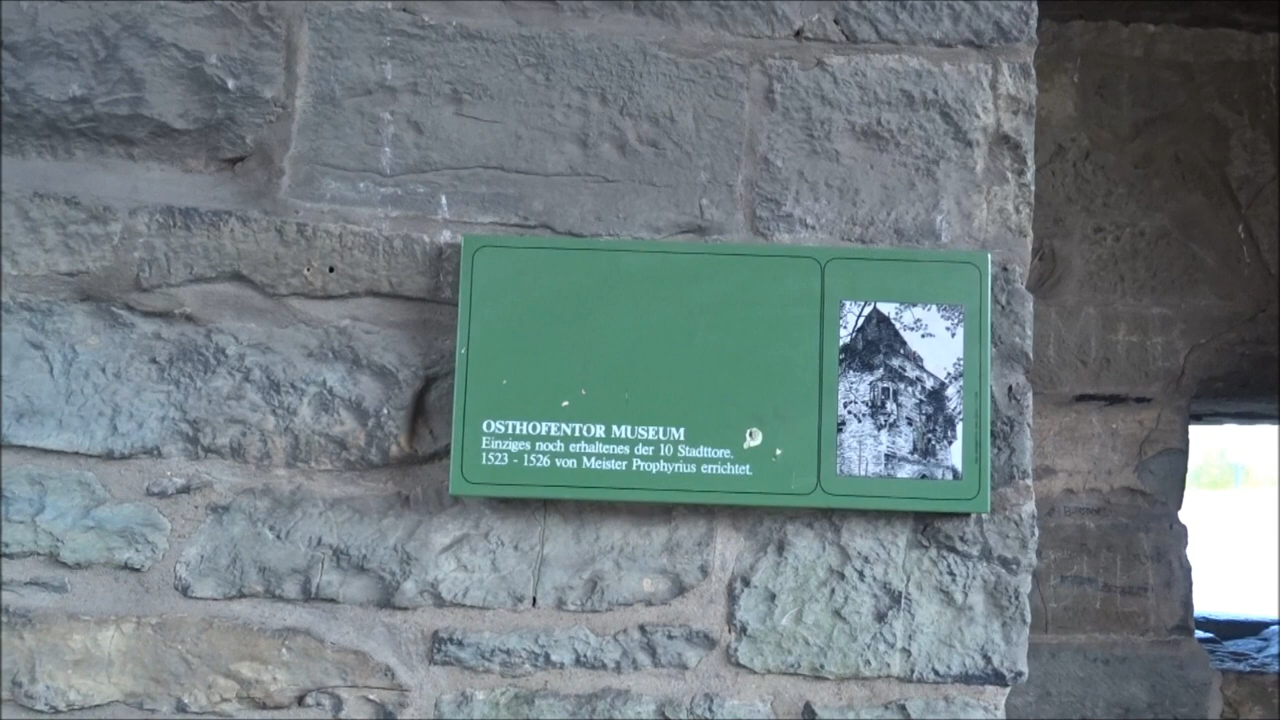 OSTHOFENTOR MUSEUM
Einziges noch erhaltenes der 10 Stadttore.
1523 - 1526 von Meister Prophyrius errichtet.